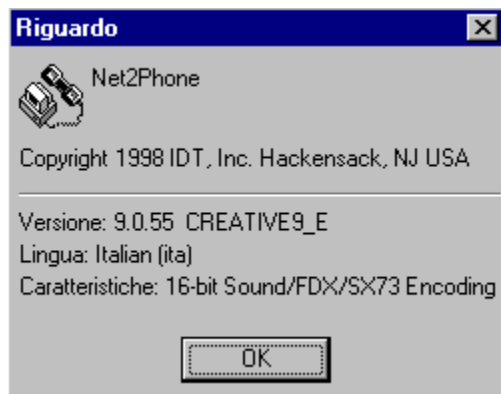 Riguardo
Net2Phone
Copyright 1998 IDT, Inc. Hackensack, NJ USA
Versione: 9.0.55 CREATIVE9_E
Lingua: Italian (ita)
Caratteristiche: 16-bit Sound/FDX/SX73 Encoding
OK